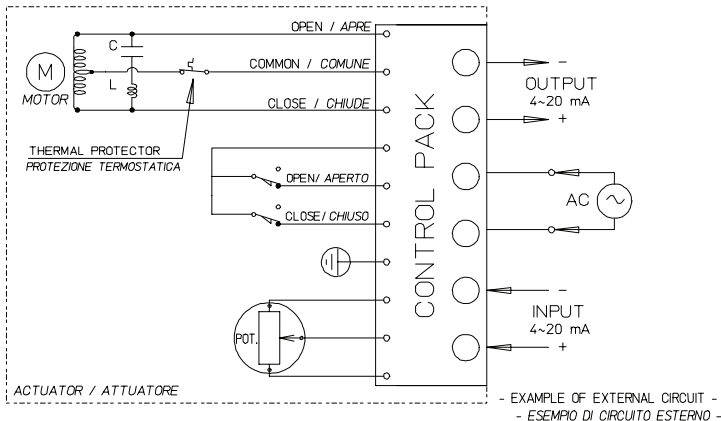 OPEN / APRE
C
COMMON / COMUNE
M
MOTOR
L
CLOSE / CHIUDE
THERMAL PROTECTOR
PROTEZIONE TERMOSTATICA
OPEN/ APERTO
CLOSE/ CHIUSO
POT.
ACTUATOR / ATTUATORE
CONTROL PACK
-
OUTPUT
4~20 mA
+
AC
-
INPUT
4~20 mA
+
- EXAMPLE OF EXTERNAL CIRCUIT -
- ESEMPIO DI CIRCUITO ESTERNO -